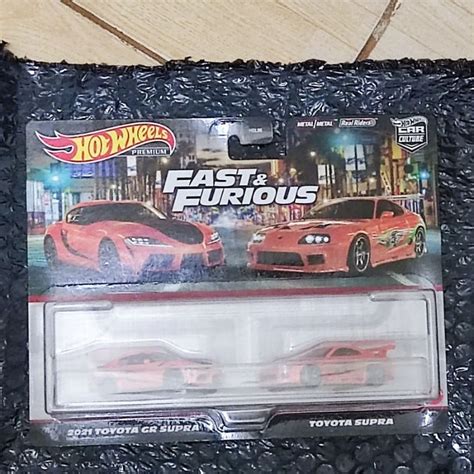 HOT WHEELS
PREMIUM
METAL/METAL
Real Riders
CAR
CULTURE
FAST &
FURIOUS
2021 TOYOTA GR SUPRA
TOYOTA SUPRA